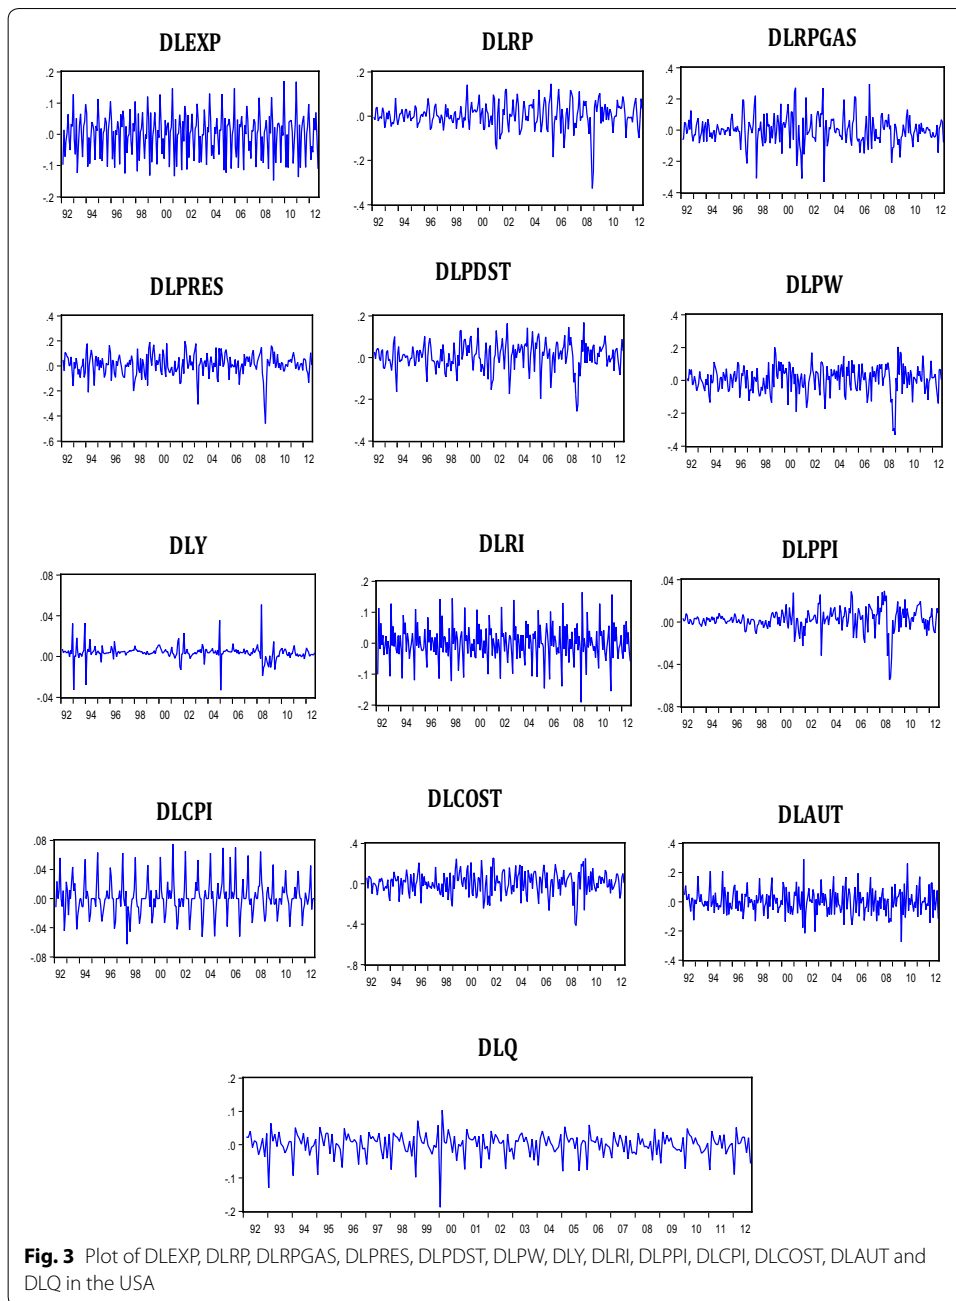 DLEXP
.2
.1
.0
-.1
-.2
92 94 96 98 00 02 04 06 08 10 12
DLRP
.2
.0
-.2
-.4
92 94 96 98 00 02 04 06 08 10 12
DLRPGAS
.4
.2
.0
-.2
-.4
92 94 96 98 00 02 04 06 08 10 12
DLPRES
.4
.2
.0
-.2
-.4
-.6
92 94 96 98 00 02 04 06 08 10 12
DLPDST
.2
.0
-.2
-.4
92 94 96 98 00 02 04 06 08 10 12
DLPW
.4
.2
.0
-.2
-.4
92 94 96 98 00 02 04 06 08 10 12
DLY
.08
.04
.00
-.04
92 94 96 98 00 02 04 06 08 10 12
DLRI
.2
.1
.0
-.1
-.2
92 94 96 98 00 02 04 06 08 10 12
DLPPI
.04
.00
-.04
-.08
92 94 96 98 00 02 04 06 08 10 12
DLCPI
.08
.04
.00
-.04
-.08
92 94 96 98 00 02 04 06 08 10 12
DLCOST
.4
.0
-.4
-.8
92 94 96 98 00 02 04 06 08 10 12
DLAUT
.4
.2
.0
-.2
-.4
92 94 96 98 00 02 04 06 08 10 12
DLQ
.2
.1
.0
-.1
-.2
92 93 94 95 96 97 98 99 00 01 02 03 04 05 06 07 08 09 10 11 12
Fig. 3 Plot of DLEXP, DLRP, DLRPGAS, DLPRES, DLPDST, DLPW, DLY, DLRI, DLPPI, DLCPI, DLCOST, DLAUT and
DLQ in the USA